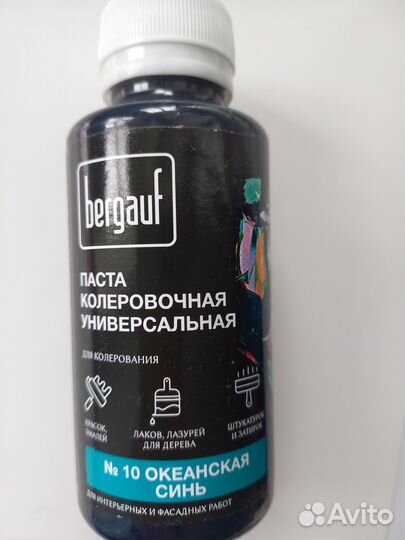 bergauf
ПАСТА
КОЛЕРОВОЧНАЯ
УНИВЕРСАЛЬНАЯ
ДЛЯ КОЛЕРОВАНИЯ
КРАСОК,
ЭМАЛЕЙ
ЛАКОВ, ЛАЗУРЕЙ
ДЛЯ ДЕРЕВА
ШТУКАТУРОК
И ЗАТИРОК
№ 10 ОКЕАНСКАЯ
СИНЬ
ДЛЯ ИНТЕРЬЕРНЫХ И ФАСАДНЫХ РАБОТ
Avito